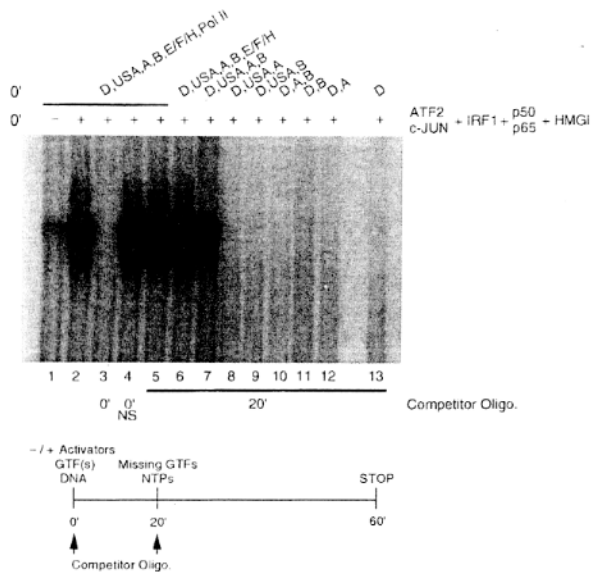 D,USA,A,B,E/F/H,Pol II
D,USA,A,B,E/F/H
D,USA,A,B
D,USA,A
D,USA,B
D,A,B
D,B
D,A
D
0'
0' – + + + + + + + + + + + +
ATF2
c-JUN + IRF1 + p50
p65 + HMGI
1 2 3 4 5 6 7 8 9 10 11 12 13
0' 0' 20' Competitor Oligo.
NS
– / + Activators
GTF(s) Missing GTFs
DNA NTPs STOP
0' 20' 60'
Competitor Oligo.